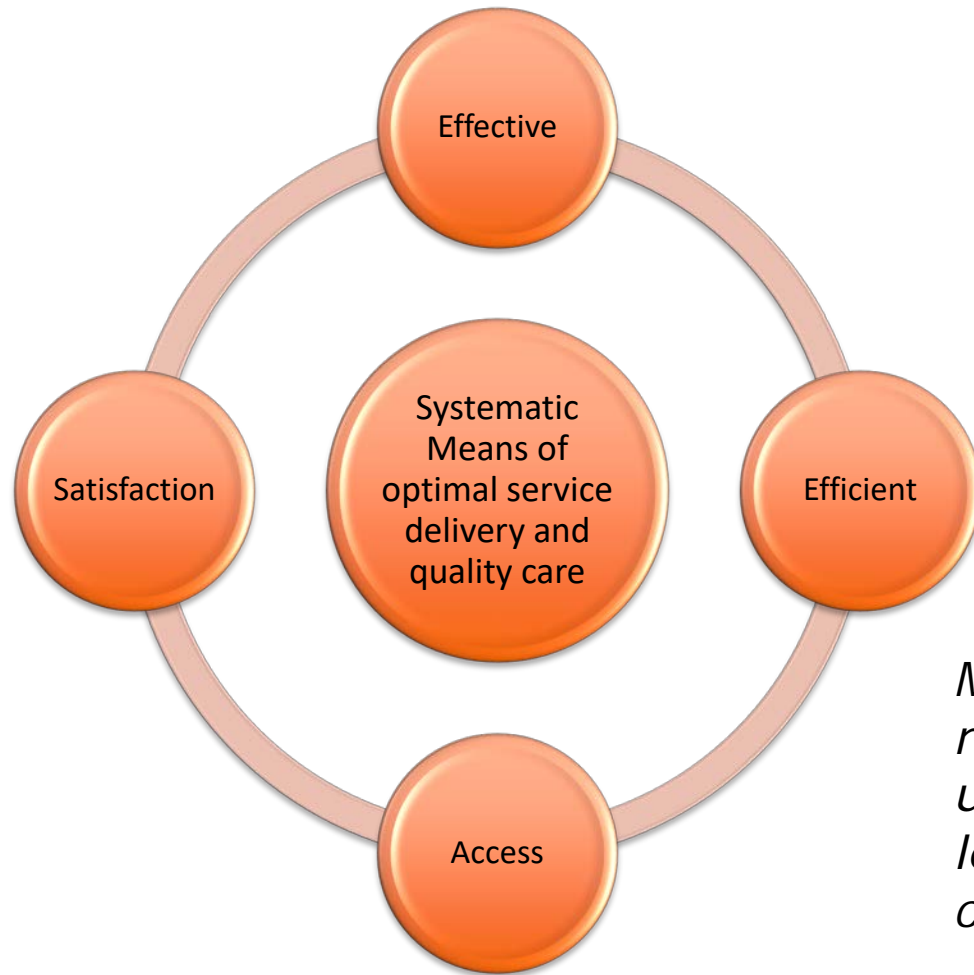 Effective
Satisfaction
Systematic
Means of
optimal service
delivery and
quality care
Efficient
Access